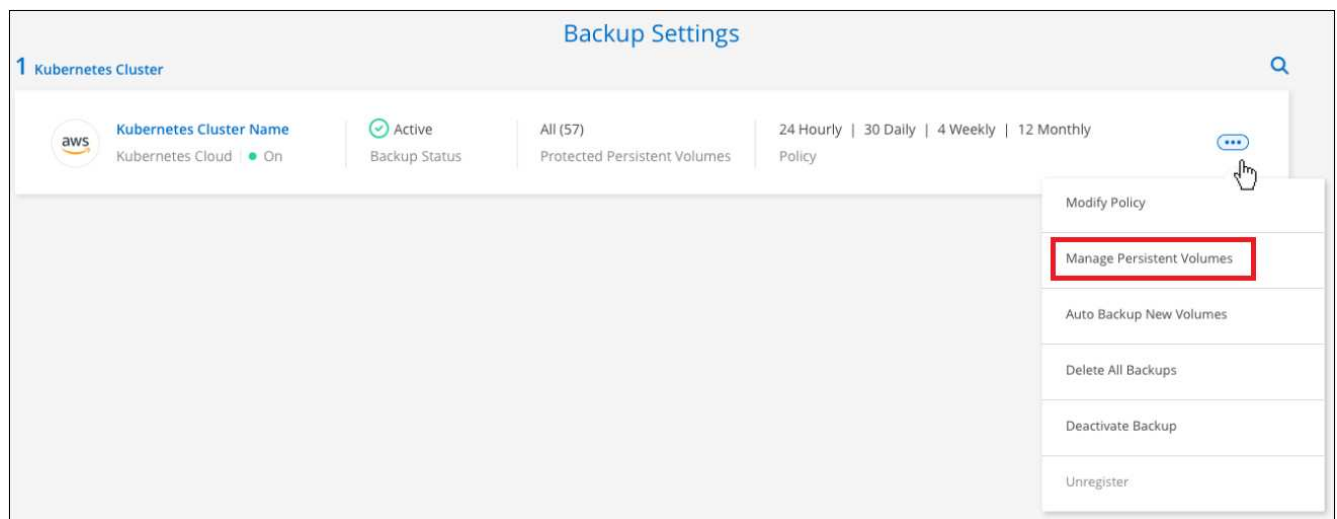 Backup Settings
1 Kubernetes Cluster
aws
Kubernetes Cluster Name
Kubernetes Cloud | On
Active
Backup Status
All (57)
Protected Persistent Volumes
24 Hourly | 30 Daily | 4 Weekly | 12 Monthly
Policy
Modify Policy
Manage Persistent Volumes
Auto Backup New Volumes
Delete All Backups
Deactivate Backup
Unregister